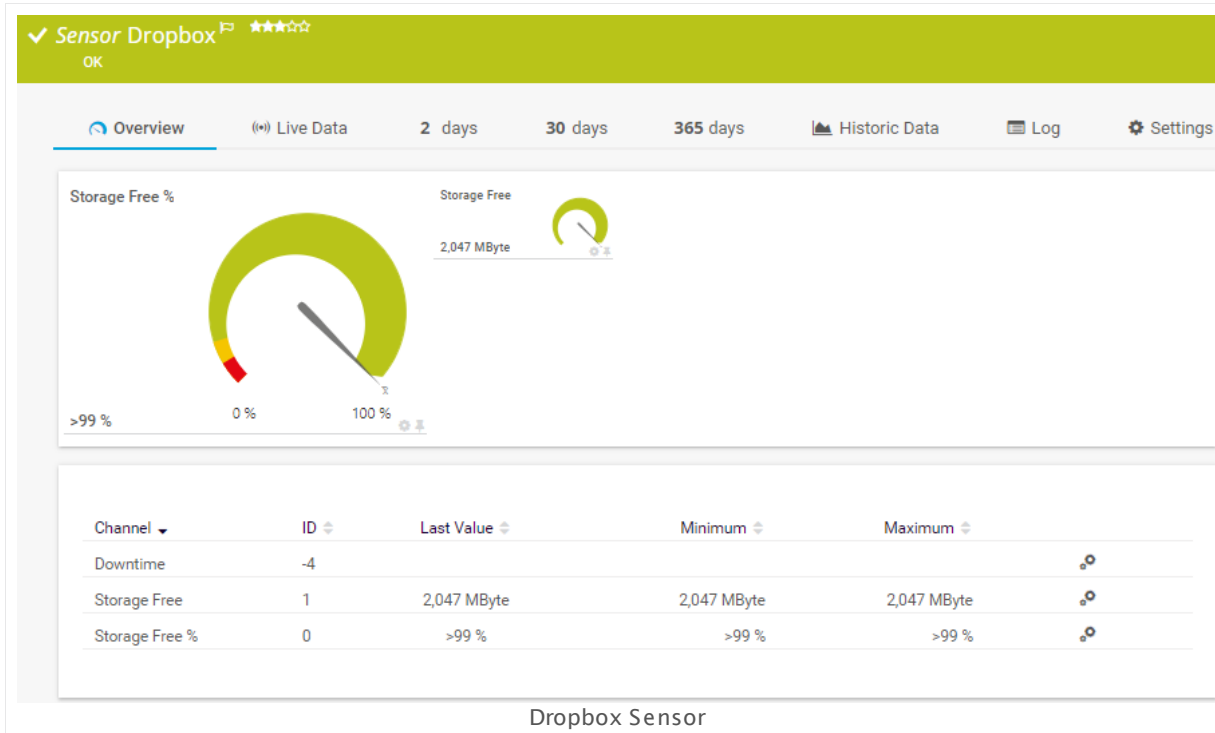 Sensor Dropbox
OK
Overview Live Data 2 days 30 days 365 days Historic Data Log Settings
Storage Free %
>99 %
0 % 100 %
Storage Free
2,047 MByte
Channel ID Last Value Minimum Maximum
Downtime -4
Storage Free 1 2,047 MByte 2,047 MByte 2,047 MByte
Storage Free % 0 >99 % >99 % >99 %
Dropbox Sensor